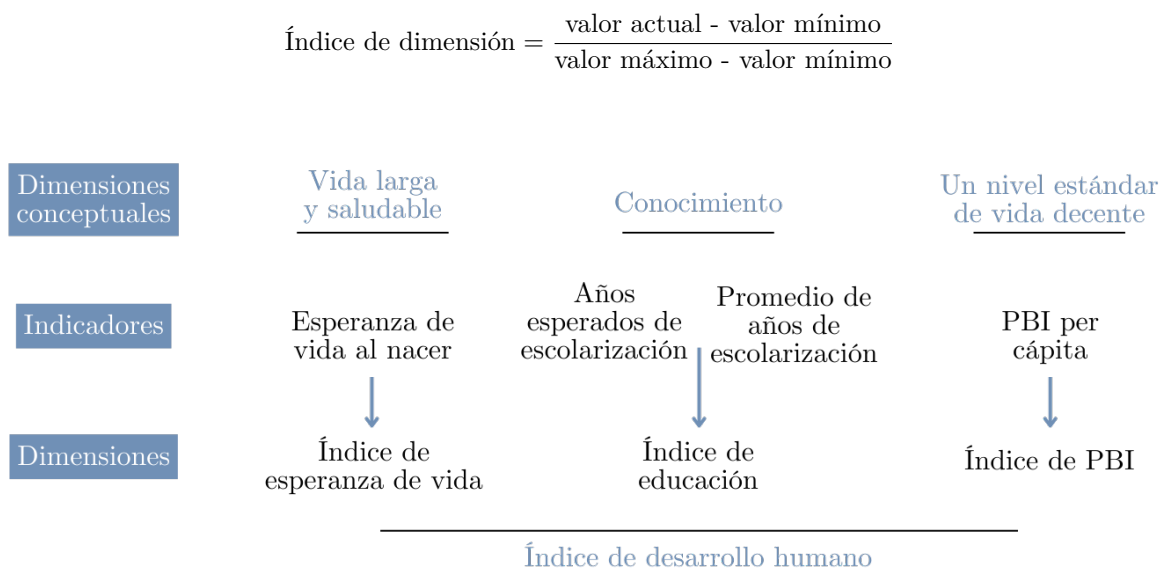 Índice de dimensión = valor actual - valor mínimo
valor máximo - valor mínimo
Dimensiones
conceptuales
Vida larga
y saludable
Conocimiento
Un nivel estándar
de vida decente
Indicadores
Esperanza de
vida al nacer
Años
esperados de
escolarización
Promedio de
años de
escolarización
PBI per
cápita
Dimensiones
Índice de
esperanza de vida
Índice de
educación
Índice de PBI
Índice de desarrollo humano